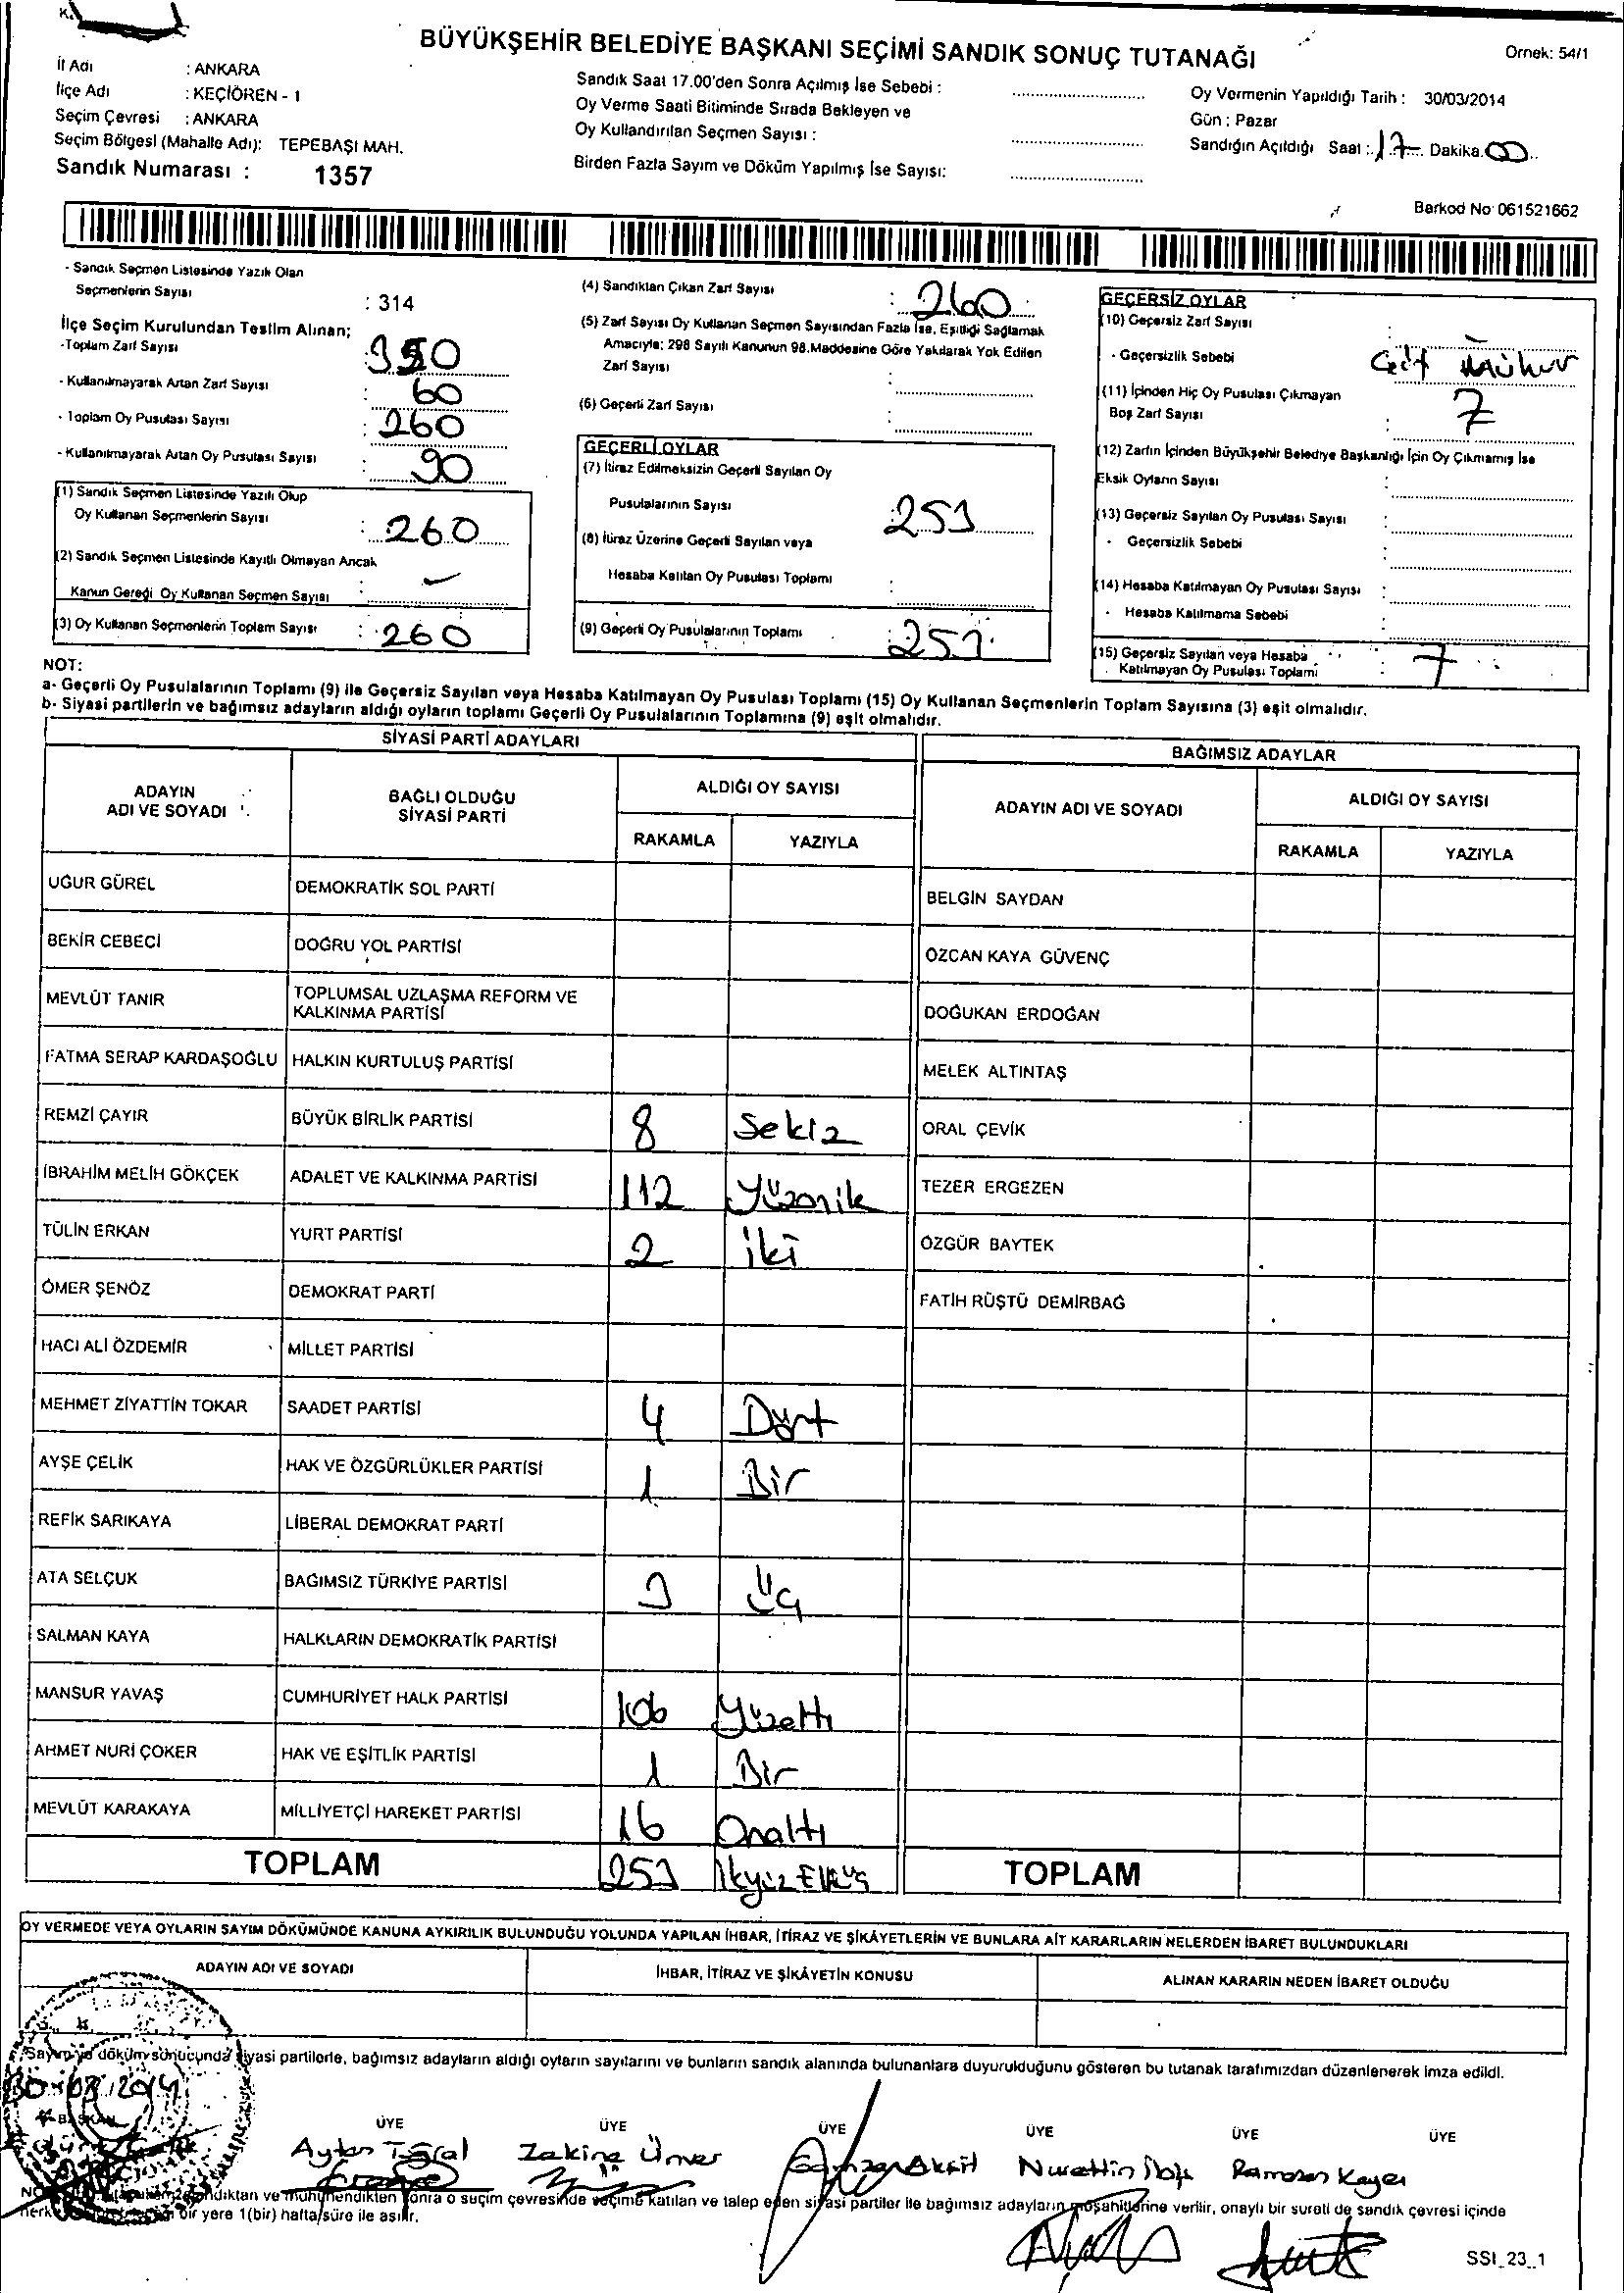 BÜYÜKŞEHİR BELEDİYE BAŞKANI SEÇİMİ SANDIK SONUÇ TUTANAĞI
Örnek: 54/1
İl Adı : ANKARA
İlçe Adı : KEÇİÖREN - 1
Seçim Çevresi : ANKARA
Seçim Bölgesi (Mahalle Adı): TEPEBAŞI MAH.
Sandık Numarası : 1357
Sandık Saat 17.00'den Sonra Açılmış İse Sebebi :
Oy Verme Saati Bitiminde Sırada Bekleyen ve
Oy Kullandırılan Seçmen Sayısı :
Birden Fazla Sayım ve Döküm Yapılmış İse Sayısı:
Oy Vermenin Yapıldığı Tarih : 30/03/2014
Gün : Pazar
Sandığın Açıldığı Saat : 17 Dakika 00
Barkod No 061521662
- Sandık Seçmen Listesinde Yazılı Olan
Seçmenlerin Sayısı : 314
İlçe Seçim Kurulundan Teslim Alınan;
-Toplam Zarf Sayısı : 350
- Kullanılmayarak Artan Zarf Sayısı : 60
- Toplam Oy Pusulası Sayısı : 260
- Kullanılmayarak Artan Oy Pusulası Sayısı : 90
(1) Sandık Seçmen Listesinde Yazılı Olup
Oy Kullanan Seçmenlerin Sayısı : 260
(2) Sandık Seçmen Listesinde Kayıtlı Olmayan Ancak
Kanun Gereği Oy Kullanan Seçmen Sayısı : -
(3) Oy Kullanan Seçmenlerin Toplam Sayısı : 260
(4) Sandıktan Çıkan Zarf Sayısı : 260
(5) Zarf Sayısı Oy Kullanan Seçmen Sayısından Fazla İse, Eşitliği Sağlamak
Amacıyla; 298 Sayılı Kanunun 98.Maddesine Göre Yakılarak Yok Edilen
Zarf Sayısı :
(6) Geçerli Zarf Sayısı :
GEÇERLİ OYLAR
(7) İtiraz Edilmeksizin Geçerli Sayılan Oy
Pusulalarının Sayısı : 253
(8) İtiraz Üzerine Geçerli Sayılan veya
Hesaba Katılan Oy Pusulası Toplamı :
(9) Geçerli Oy Pusulalarının Toplamı : 253
GEÇERSİZ OYLAR
(10) Geçersiz Zarf Sayısı :
- Geçersizlik Sebebi Çift Mühür
(11) İçinden Hiç Oy Pusulası Çıkmayan
Boş Zarf Sayısı : 7
(12) Zarfın İçinden Büyükşehir Belediye Başkanlığı İçin Oy Çıkmamış İse
Eksik Oyların Sayısı :
(13) Geçersiz Sayılan Oy Pusulası Sayısı :
- Geçersizlik Sebebi :
(14) Hesaba Katılmayan Oy Pusulası Sayısı :
- Hesaba Katılmama Sebebi :
(15) Geçersiz Sayılan veya Hesaba
Katılmayan Oy Pusulası Toplamı : 7
NOT:
a- Geçerli Oy Pusulalarının Toplamı (9) ile Geçersiz Sayılan veya Hesaba Katılmayan Oy Pusulası Toplamı (15) Oy Kullanan Seçmenlerin Toplam Sayısına (3) eşit olmalıdır.
b- Siyasi partilerin ve bağımsız adayların aldığı oyların toplamı Geçerli Oy Pusulalarının Toplamına (9) eşit olmalıdır.
SİYASİ PARTİ ADAYLARI
ADAYIN ADI VE SOYADI BAĞLI OLDUĞU SİYASİ PARTİ ALDIĞI OY SAYISI
RAKAMLA YAZIYLA
UĞUR GÜREL DEMOKRATİK SOL PARTİ
BEKİR CEBECİ DOĞRU YOL PARTİSİ
MEVLÜT TANIR TOPLUMSAL UZLAŞMA REFORM VE KALKINMA PARTİSİ
FATMA SERAP KARDAŞOĞLU HALKIN KURTULUŞ PARTİSİ
REMZİ ÇAYIR BÜYÜK BİRLİK PARTİSİ 8 Sekiz
İBRAHİM MELİH GÖKÇEK ADALET VE KALKINMA PARTİSİ 112 Yüzonik
TÜLİN ERKAN YURT PARTİSİ 2 iki
ÖMER ŞENÖZ DEMOKRAT PARTİ
HACI ALİ ÖZDEMİR MİLLET PARTİSİ
MEHMET ZİYATTİN TOKAR SAADET PARTİSİ 4 Dört
AYŞE ÇELİK HAK VE ÖZGÜRLÜKLER PARTİSİ 1 Bir
REFİK SARIKAYA LİBERAL DEMOKRAT PARTİ
ATA SELÇUK BAĞIMSIZ TÜRKİYE PARTİSİ 3 Üç
SALMAN KAYA HALKLARIN DEMOKRATİK PARTİSİ
MANSUR YAVAŞ CUMHURİYET HALK PARTİSİ 106 Yüzaltı
AHMET NURİ ÇOKER HAK VE EŞİTLİK PARTİSİ 1 Bir
MEVLÜT KARAKAYA MİLLİYETÇİ HAREKET PARTİSİ 16 Onaltı
TOPLAM 253 İkyüz Elliüç
BAĞIMSIZ ADAYLAR
ADAYIN ADI VE SOYADI ALDIĞI OY SAYISI
RAKAMLA YAZIYLA
BELGİN SAYDAN
ÖZCAN KAYA GÜVENÇ
DOĞUKAN ERDOĞAN
MELEK ALTINTAŞ
ORAL ÇEVİK
TEZER ERGEZEN
ÖZGÜR BAYTEK
FATİH RÜŞTÜ DEMİRBAĞ
TOPLAM
OY VERMEDE VEYA OYLARIN SAYIM DÖKÜMÜNDE KANUNA AYKIRILIK BULUNDUĞU YOLUNDA YAPILAN İHBAR, İTİRAZ VE ŞİKÂYETLERİN VE BUNLARA AİT KARARLARIN NELERDEN İBARET BULUNDUKLARI
ADAYIN ADI VE SOYADI İHBAR, İTİRAZ VE ŞİKÂYETİN KONUSU ALINAN KARARIN NEDEN İBARET OLDUĞU
Sayım ve döküm sonucunda siyasi partilerle, bağımsız adayların aldığı oyların sayılarını ve bunların sandık alanında bulunanlara duyurulduğunu gösteren bu tutanak tarafımızdan düzenlenerek imza edildi.
30.03.2014
BAŞKAN ÜYE ÜYE ÜYE ÜYE ÜYE ÜYE
Zakine Ünver Akşit Nurettin Ramazan Kaya
sandıktan ve mühürlendikten sonra o seçim çevresinde seçime katılan ve talep eden siyasi partiler ile bağımsız adayların müşahitlerine verilir, onaylı bir sureti de sandık çevresi içinde
bir yere 1(bir) hafta süre ile asılır.
SSI_23_1